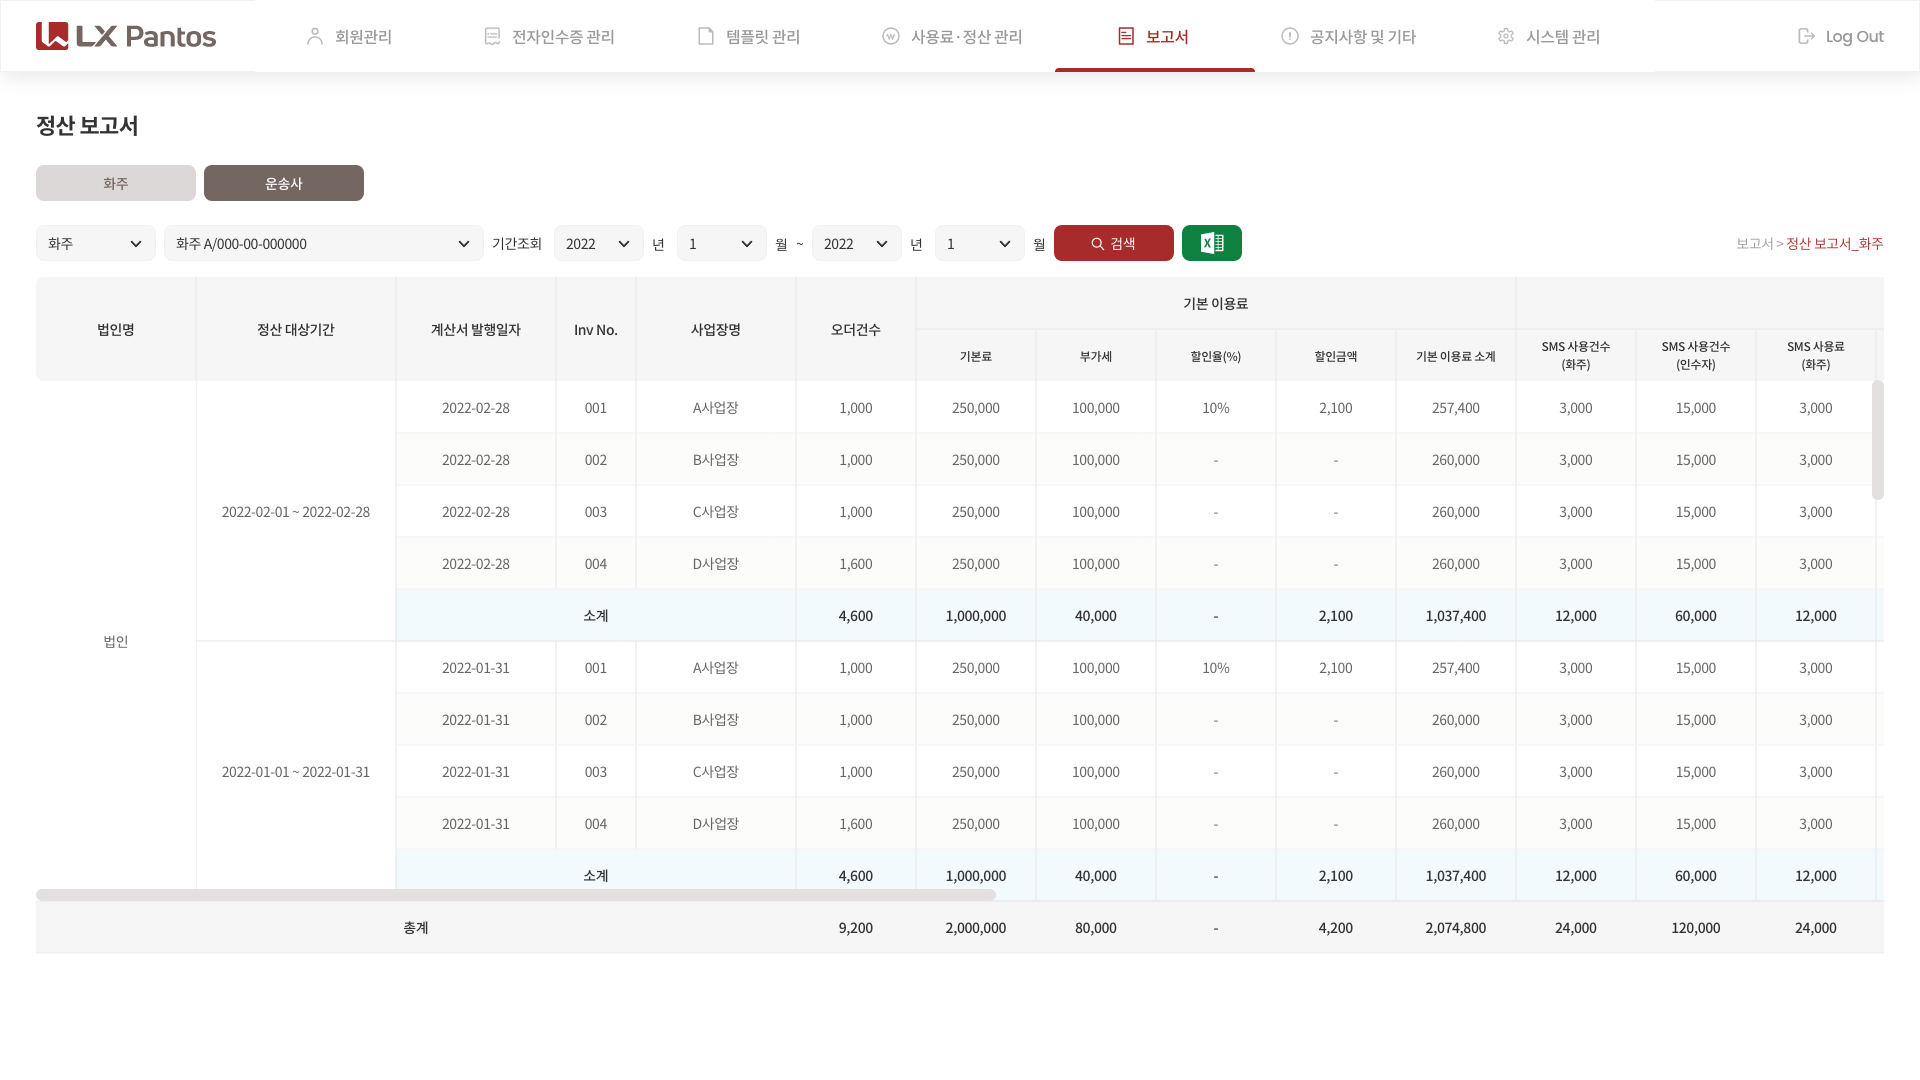 LX Pantos
회원관리
전자인수증 관리
템플릿 관리
사용료·정산 관리
보고서
공지사항 및 기타
시스템 관리
Log Out
정산 보고서
화주
운송사
화주
화주 A/000-00-000000
기간조회
2022
년
1
월 ~
2022
년
1
월
검색
보고서 > 정산 보고서_화주
법인명
정산 대상기간
계산서 발행일자
Inv No.
사업장명
오더건수
기본 이용료
기본료
부가세
할인율(%)
할인금액
기본 이용료 소계
SMS 사용건수
(화주)
SMS 사용건수
(인수자)
SMS 사용료
(화주)
법인
2022-02-01 ~ 2022-02-28
2022-02-28 001 A사업장 1,000 250,000 100,000 10% 2,100 257,400 3,000 15,000 3,000
2022-02-28 002 B사업장 1,000 250,000 100,000 - - 260,000 3,000 15,000 3,000
2022-02-28 003 C사업장 1,000 250,000 100,000 - - 260,000 3,000 15,000 3,000
2022-02-28 004 D사업장 1,600 250,000 100,000 - - 260,000 3,000 15,000 3,000
소계 4,600 1,000,000 40,000 - 2,100 1,037,400 12,000 60,000 12,000
2022-01-01 ~ 2022-01-31
2022-01-31 001 A사업장 1,000 250,000 100,000 10% 2,100 257,400 3,000 15,000 3,000
2022-01-31 002 B사업장 1,000 250,000 100,000 - - 260,000 3,000 15,000 3,000
2022-01-31 003 C사업장 1,000 250,000 100,000 - - 260,000 3,000 15,000 3,000
2022-01-31 004 D사업장 1,600 250,000 100,000 - - 260,000 3,000 15,000 3,000
소계 4,600 1,000,000 40,000 - 2,100 1,037,400 12,000 60,000 12,000
총계 9,200 2,000,000 80,000 - 4,200 2,074,800 24,000 120,000 24,000